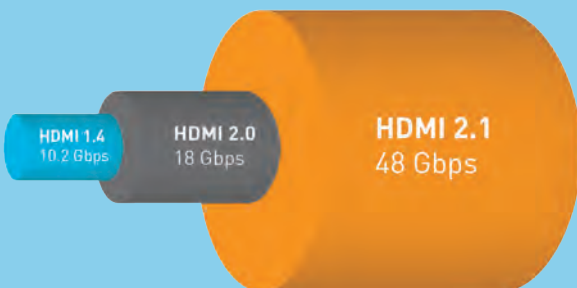 HDMI 1.4
10.2 Gbps
HDMI 2.0
18 Gbps
HDMI 2.1
48 Gbps